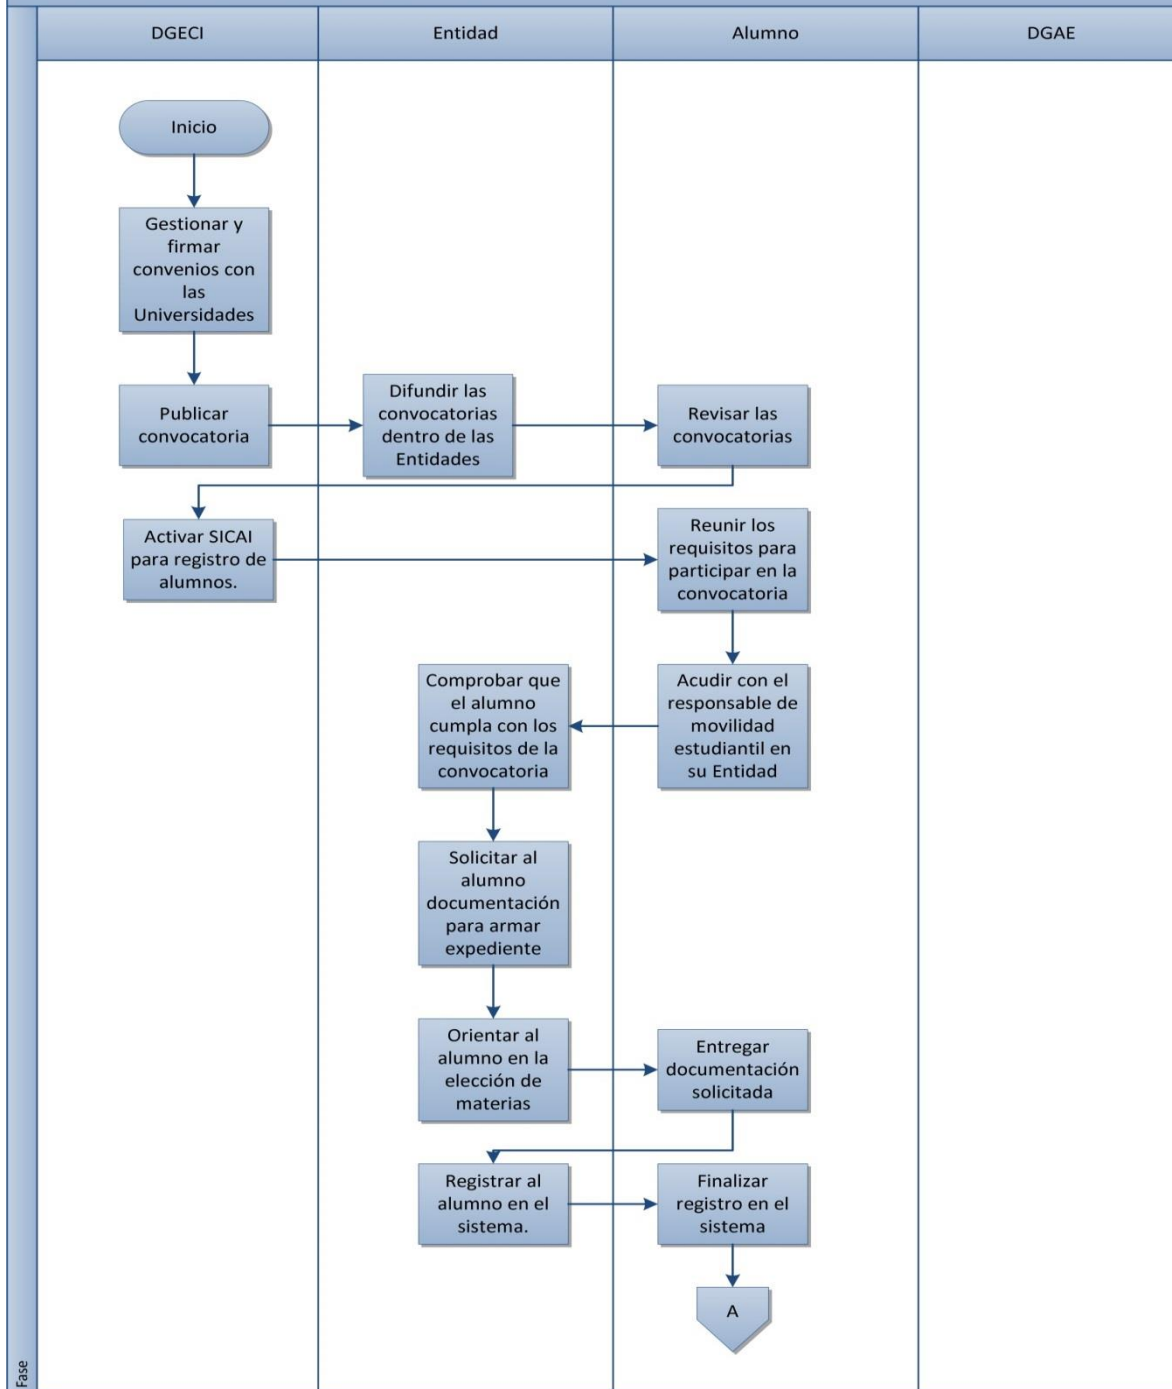 DGECI
Entidad
Alumno
DGAE
Inicio
Gestionar y
firmar
convenios con
las
Universidades
Publicar
convocatoria
Difundir las
convocatorias
dentro de las
Entidades
Revisar las
convocatorias
Activar SICAI
para registro de
alumnos.
Reunir los
requisitos para
participar en la
convocatoria
Acudir con el
responsable de
movilidad
estudiantil en
su Entidad
Comprobar que
el alumno
cumpla con los
requisitos de la
convocatoria
Solicitar al
alumno
documentación
para armar
expediente
Orientar al
alumno en la
elección de
materias
Entregar
documentación
solicitada
Registrar al
alumno en el
sistema.
Finalizar
registro en el
sistema
A
Fase